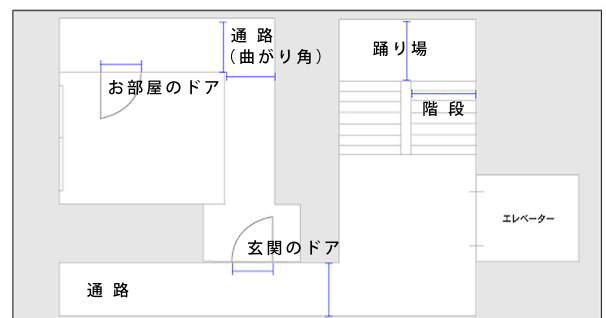 通路
(曲がり角)
踊り場
お部屋のドア
階段
エレベーター
玄関のドア
通路